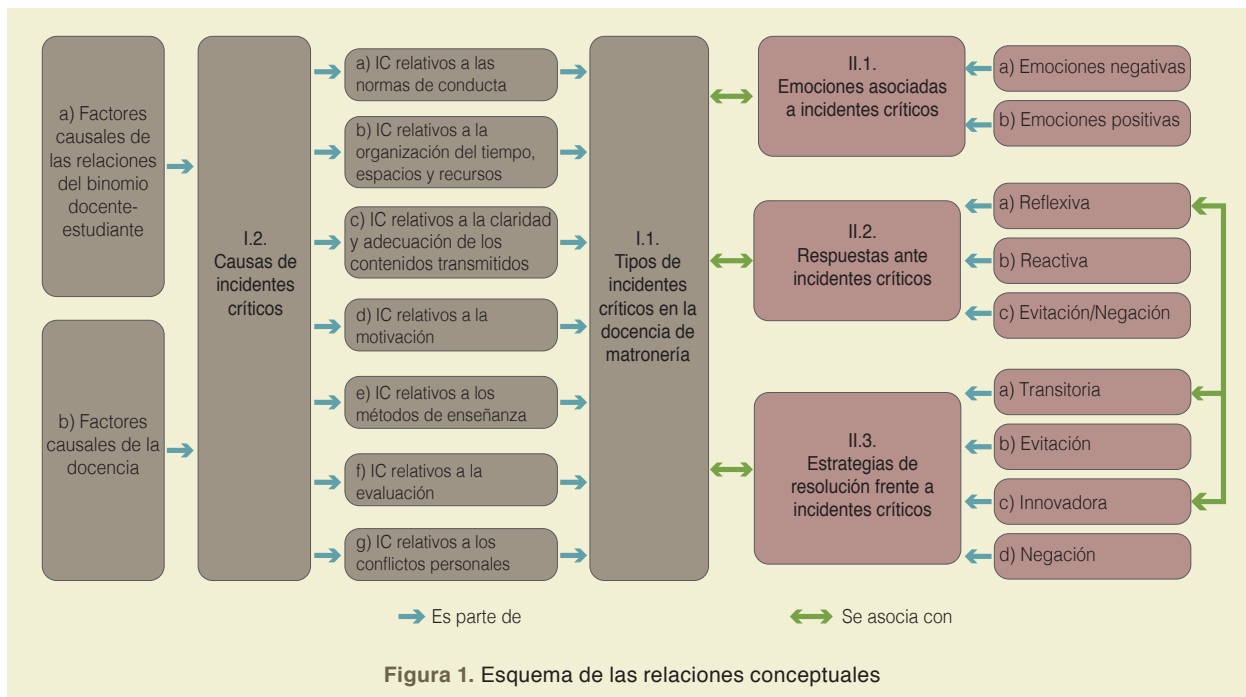 a) Factores
causales de
las relaciones
del binomio
docente-
estudiante
b) Factores
causales de la
docencia
I.2.
Causas de
incidentes
críticos
a) IC relativos a las
normas de conducta
b) IC relativos a la
organización del tiempo,
espacios y recursos
c) IC relativos a la claridad
y adecuación de los
contenidos transmitidos
d) IC relativos a la
motivación
e) IC relativos a los
métodos de enseñanza
f) IC relativos a la
evaluación
g) IC relativos a los
conflictos personales
I.1.
Tipos de
incidentes
críticos en la
docencia de
matronería
II.1.
Emociones asociadas
a incidentes críticos
a) Emociones negativas
b) Emociones positivas
II.2.
Respuestas ante
incidentes críticos
a) Reflexiva
b) Reactiva
c) Evitación/Negación
II.3.
Estrategias de
resolución frente a
incidentes críticos
a) Transitoria
b) Evitación
c) Innovadora
d) Negación
Es parte de
Se asocia con
Figura 1. Esquema de las relaciones conceptuales